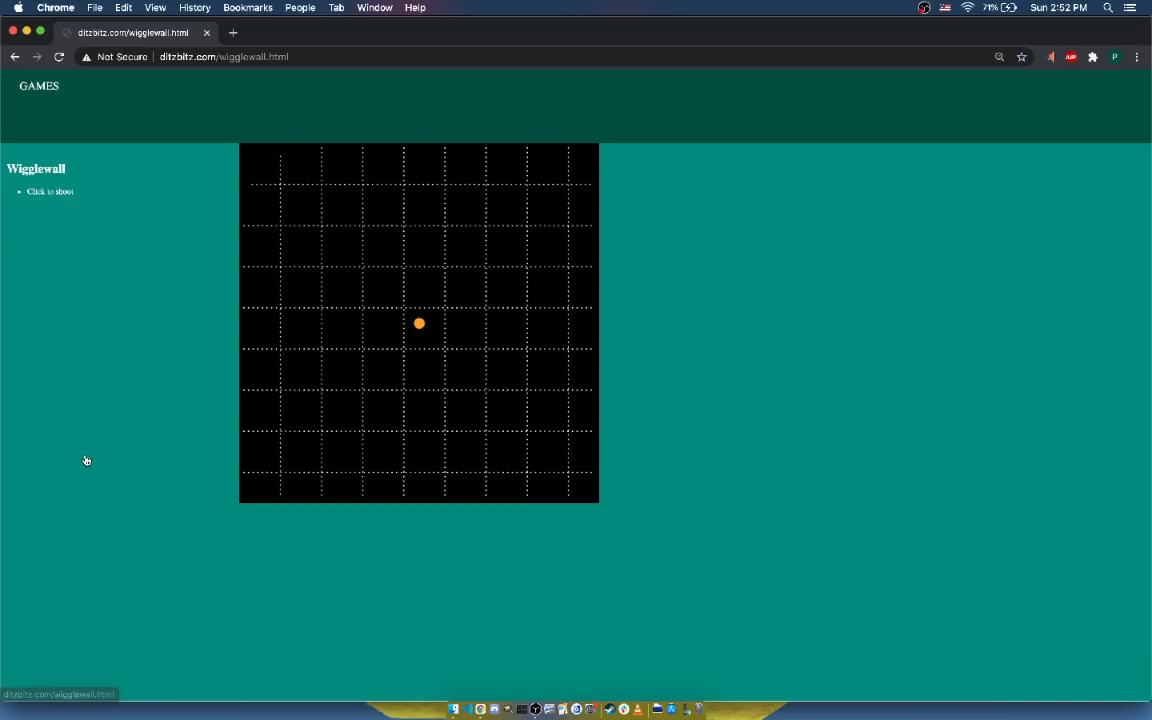 Chrome File Edit View History Bookmarks People Tab Window Help 71% Sun 2:52 PM
ditzbitz.com/wigglewall.html
Not Secure ditzbitz.com/wigglewall.html ABP P
GAMES
Wigglewall
Click to shoot
ditzbitz.com/wigglewall.html